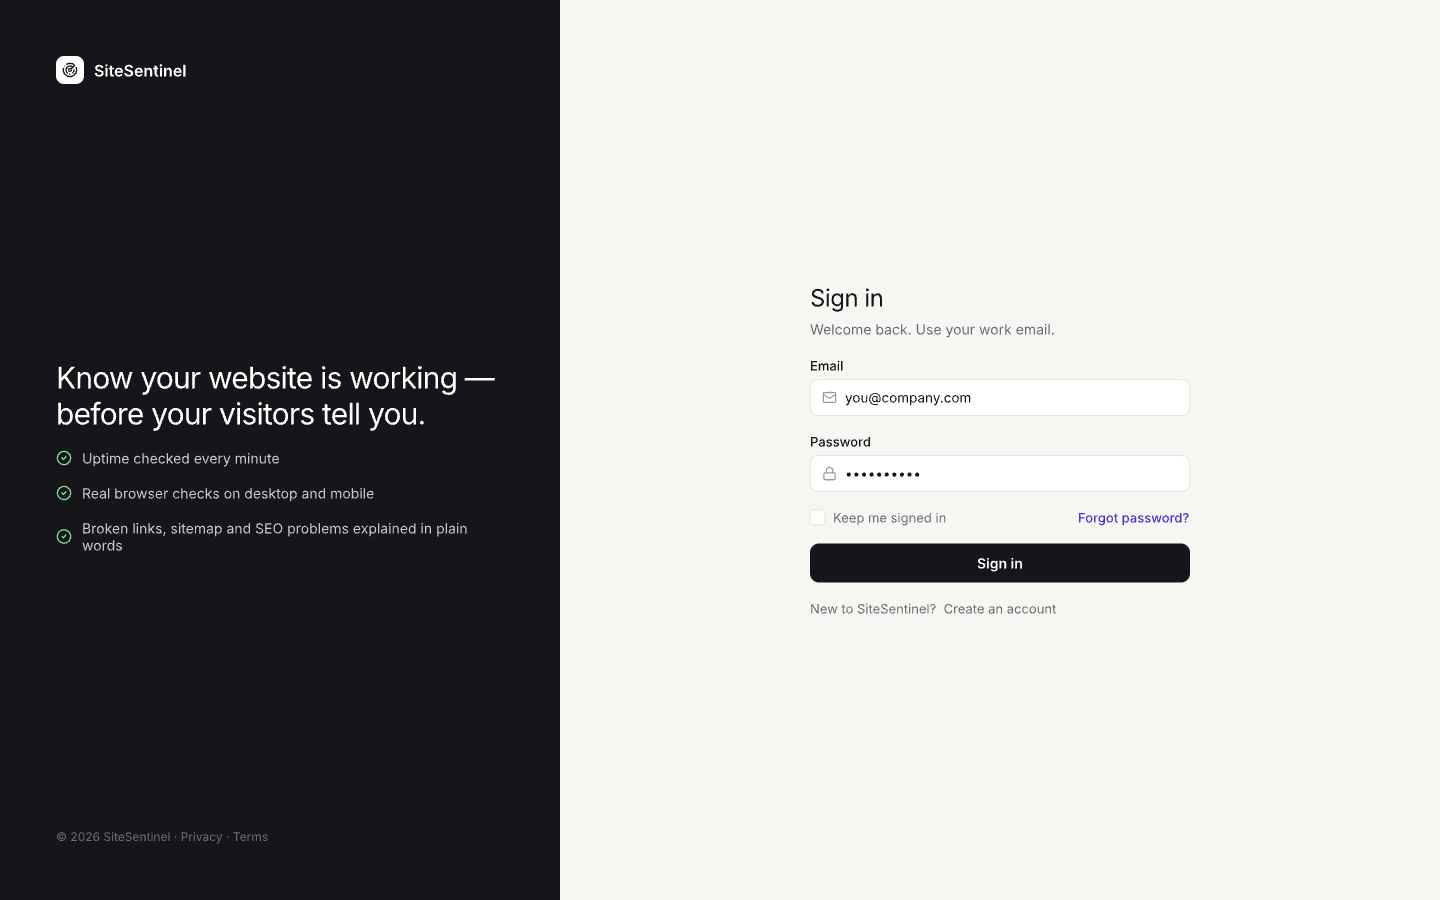 SiteSentinel
Know your website is working —
before your visitors tell you.
Uptime checked every minute
Real browser checks on desktop and mobile
Broken links, sitemap and SEO problems explained in plain
words
© 2026 SiteSentinel · Privacy · Terms
Sign in
Welcome back. Use your work email.
Email
you@company.com
Password
••••••••••
Keep me signed in
Forgot password?
Sign in
New to SiteSentinel? Create an account